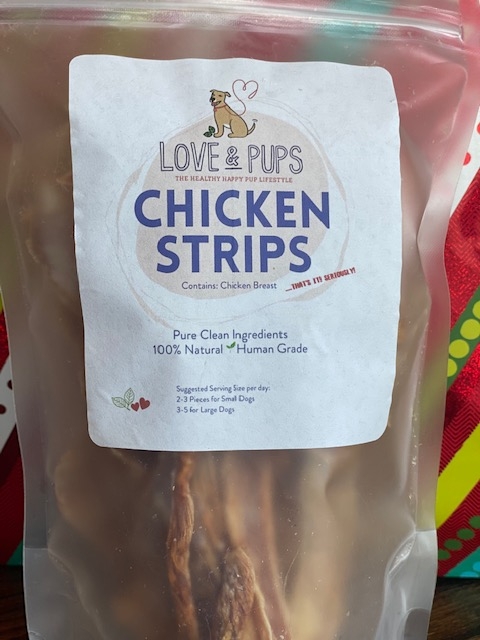 LOVE & PUPS
THE HEALTHY HAPPY PUP LIFESTYLE
CHICKEN
STRIPS
Contains: Chicken Breast
...THAT'S IT! SERIOUSLY!
Pure Clean Ingredients
100% Natural Human Grade
Suggested Serving Size per day:
2-3 Pieces for Small Dogs
3-5 for Large Dogs